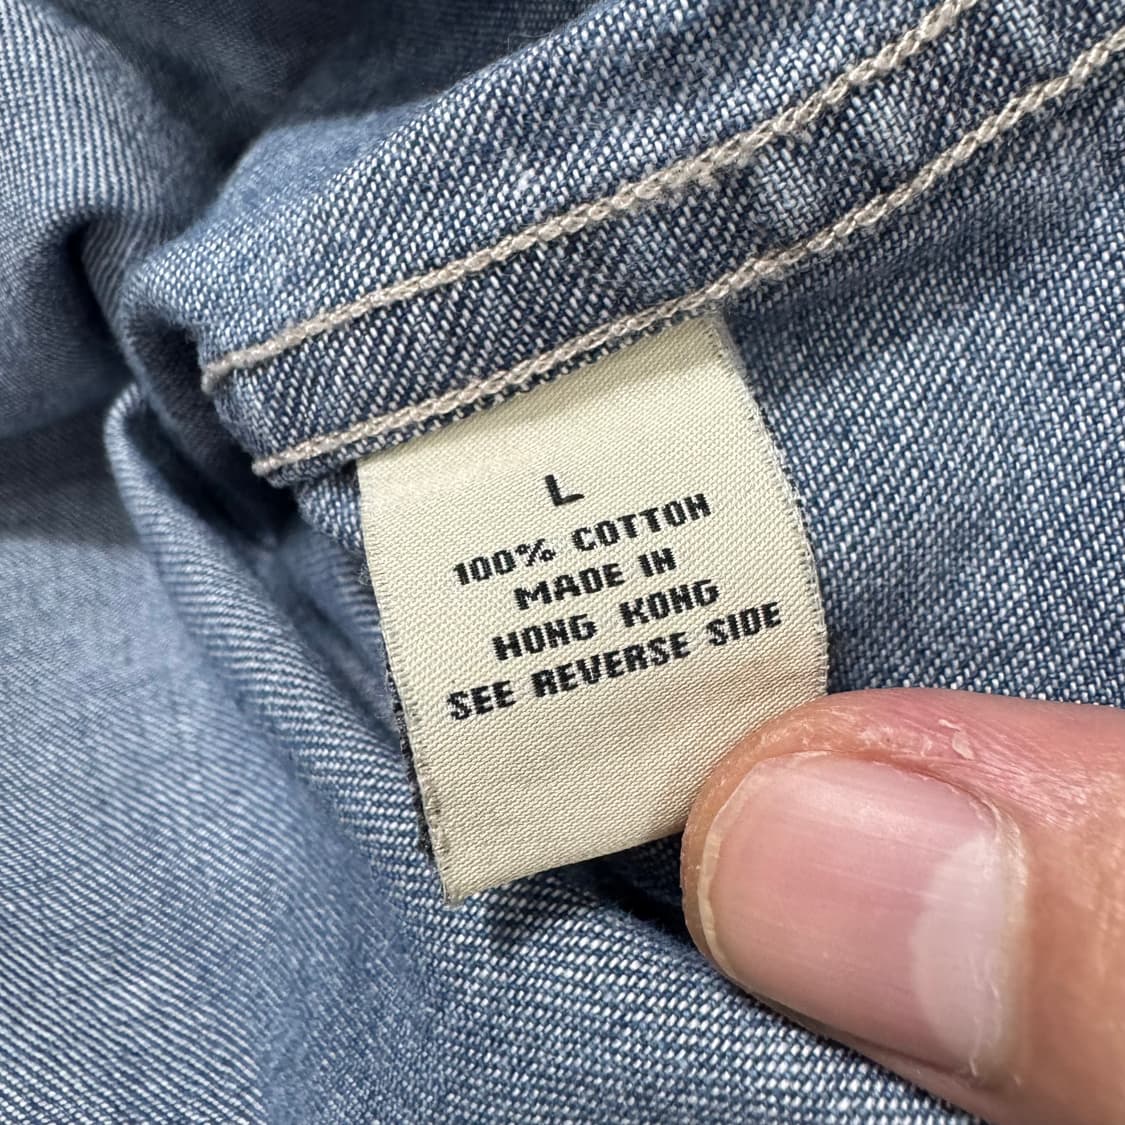 L
100% COTTON
MADE IN
HONG KONG
SEE REVERSE SIDE